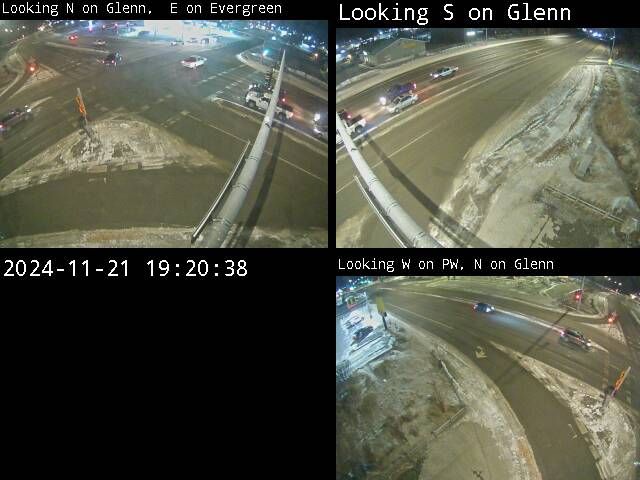 Looking N on Glenn,  E on Evergreen
Looking S on Glenn
2024-11-21 19:20:38
Looking W on PW, N on Glenn